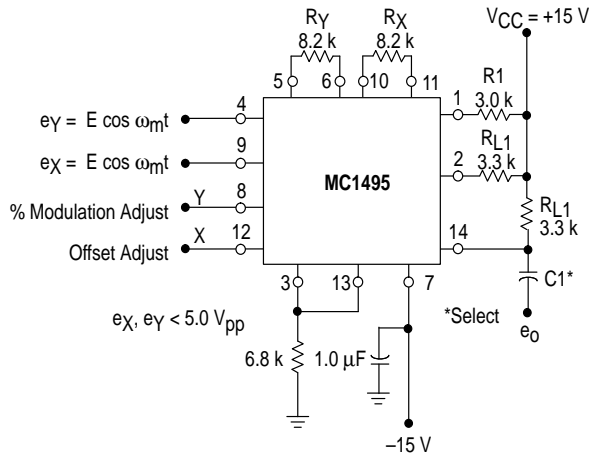 RY
8.2 k
RX
8.2 k
VCC = +15 V
5
6
10
11
R1
3.0 k
1
eY = E cos ωmt
4
eX = E cos ωmt
9
MC1495
2
RL1
3.3 k
% Modulation Adjust
Y
8
RL1
3.3 k
Offset Adjust
X
12
14
3
13
7
C1*
*Select
eo
eX, eY < 5.0 Vpp
6.8 k
1.0 µF
–15 V